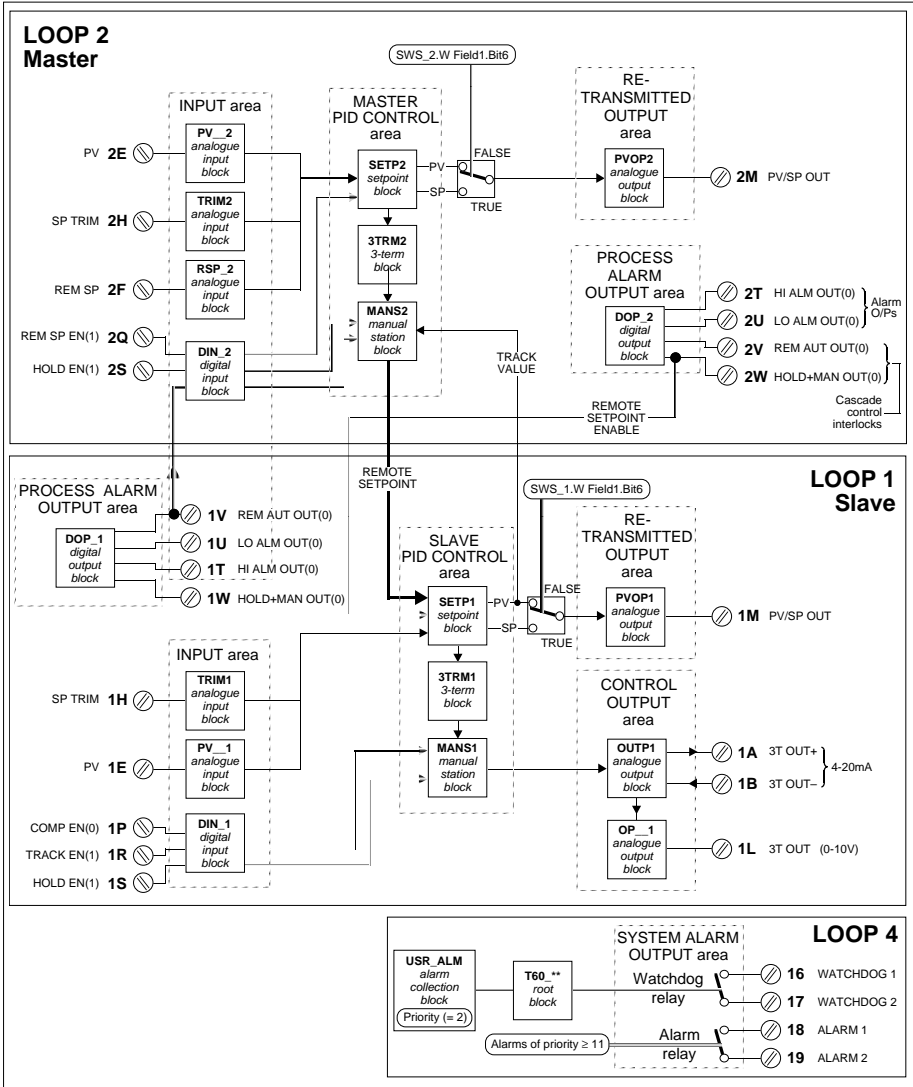 LOOP 2
Master
SWS_2.W Field1.Bit6
INPUT area
MASTER
PID CONTROL
area
RE-
TRANSMITTED
OUTPUT
area
PV 2E
PV__2
analogue
input
block
SETP2
setpoint
block
PV
SP
FALSE
TRUE
PVOP2
analogue
output
block
2M PV/SP OUT
SP TRIM 2H
TRIM2
analogue
input
block
3TRM2
3-term
block
REM SP 2F
RSP_2
analogue
input
block
PROCESS
ALARM
OUTPUT area
MANS2
manual
station
block
DOP_2
digital
output
block
2T HI ALM OUT(0)
2U LO ALM OUT(0)
Alarm
O/Ps
2V REM AUT OUT(0)
2W HOLD+MAN OUT(0)
Cascade
control
interlocks
REM SP EN(1) 2Q
HOLD EN(1) 2S
DIN_2
digital
input
block
TRACK
VALUE
REMOTE
SETPOINT
ENABLE
REMOTE
SETPOINT
LOOP 1
Slave
SWS_1.W Field1.Bit6
PROCESS ALARM
OUTPUT area
DOP_1
digital
output
block
1V REM AUT OUT(0)
1U LO ALM OUT(0)
1T HI ALM OUT(0)
1W HOLD+MAN OUT(0)
SLAVE
PID CONTROL
area
RE-
TRANSMITTED
OUTPUT
area
SETP1
setpoint
block
PV
SP
FALSE
TRUE
PVOP1
analogue
output
block
1M PV/SP OUT
INPUT area
SP TRIM 1H
TRIM1
analogue
input
block
3TRM1
3-term
block
CONTROL
OUTPUT
area
PV 1E
PV__1
analogue
input
block
MANS1
manual
station
block
OUTP1
analogue
output
block
1A 3T OUT+
1B 3T OUT–
4-20mA
COMP EN(0) 1P
TRACK EN(1) 1R
HOLD EN(1) 1S
DIN_1
digital
input
block
OP__1
analogue
output
block
1L 3T OUT (0-10V)
LOOP 4
SYSTEM ALARM
OUTPUT area
USR_ALM
alarm
collection
block
Priority (= 2)
T60_**
root
block
Watchdog
relay
16 WATCHDOG 1
17 WATCHDOG 2
Alarms of priority ≥ 11
Alarm
relay
18 ALARM 1
19 ALARM 2